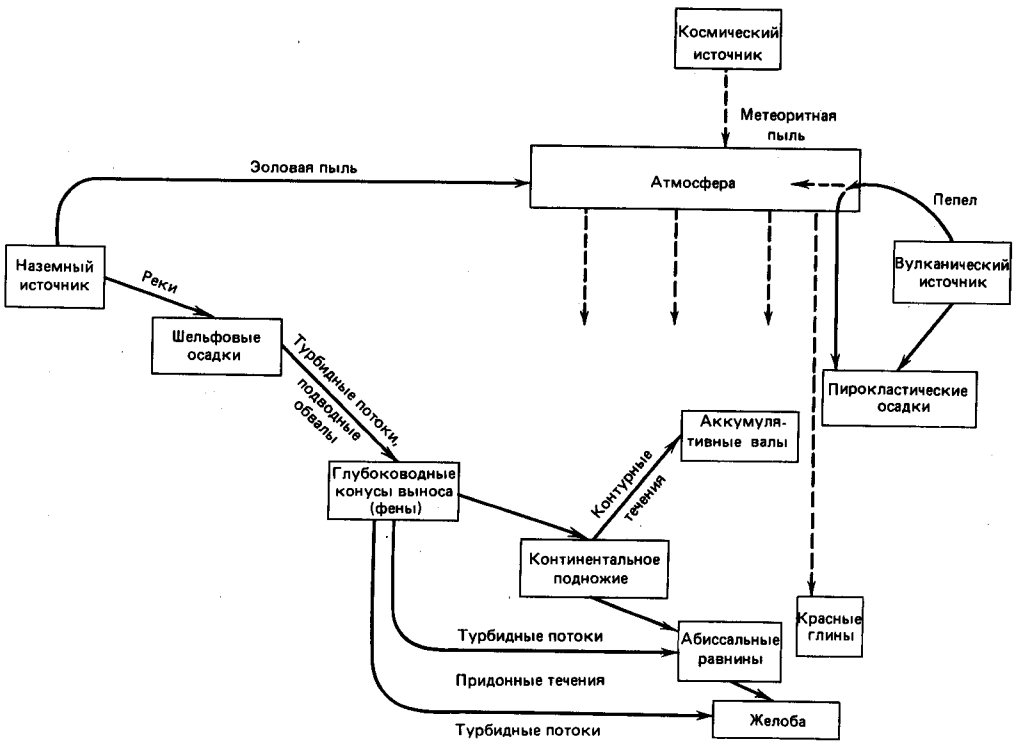 Космический
источник
Метеоритная
пыль
Эоловая пыль
Атмосфера
Пепел
Наземный
источник
Реки
Вулканический
источник
Шельфовые
осадки
Турбидные потоки,
подводные
обвалы
Пирокластические
осадки
Аккумуля-
тивные валы
Глубоководные
конусы выноса
(фены)
Контурные
течения
Континентальное
подножие
Красные
глины
Турбидные потоки
Абиссальные
равнины
Придонные течения
Желоба
Турбидные потоки